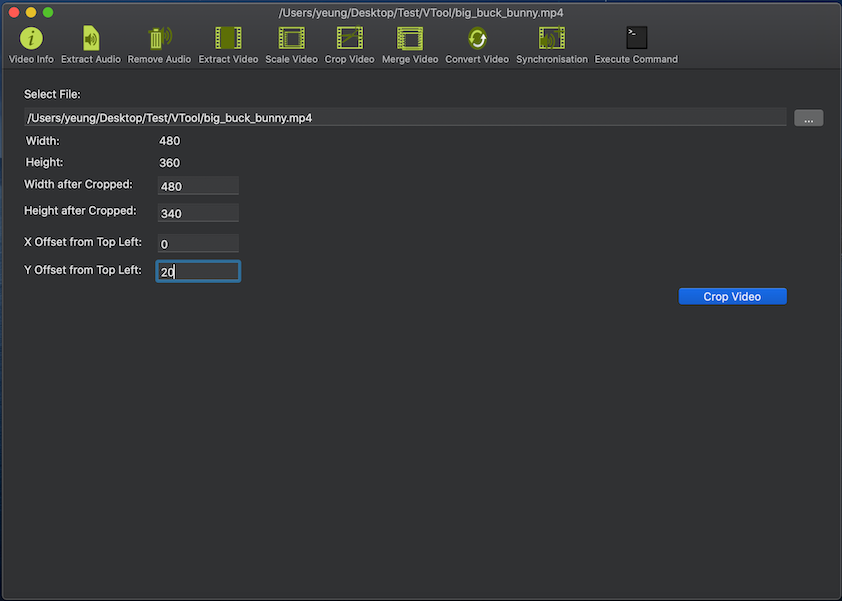 /Users/yeung/Desktop/Test/VTool/big_buck_bunny.mp4
Video Info Extract Audio Remove Audio Extract Video Scale Video Crop Video Merge Video Convert Video Synchronisation Execute Command
Select File:
/Users/yeung/Desktop/Test/VTool/big_buck_bunny.mp4 ...
Width: 480
Height: 360
Width after Cropped: 480
Height after Cropped: 340
X Offset from Top Left: 0
Y Offset from Top Left: 20
Crop Video